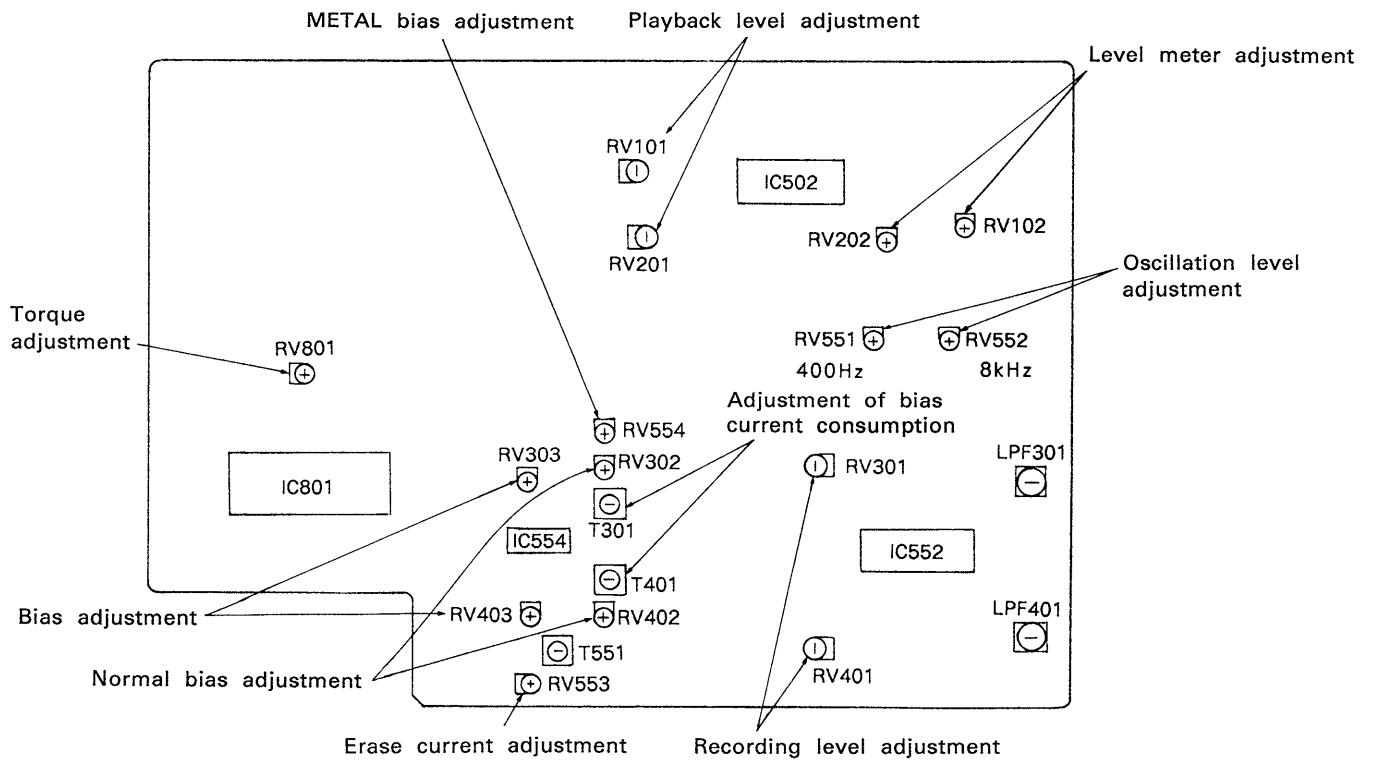 METAL bias adjustment
Playback level adjustment
Level meter adjustment
RV101
IC502
RV202
RV102
RV201
Oscillation level
adjustment
Torque
adjustment
RV801
RV551
RV552
400Hz
8kHz
Adjustment of bias
current consumption
RV554
RV303
RV302
RV301
LPF301
IC801
T301
IC554
IC552
T401
Bias adjustment
RV403
RV402
LPF401
T551
RV401
Normal bias adjustment
RV553
Erase current adjustment
Recording level adjustment